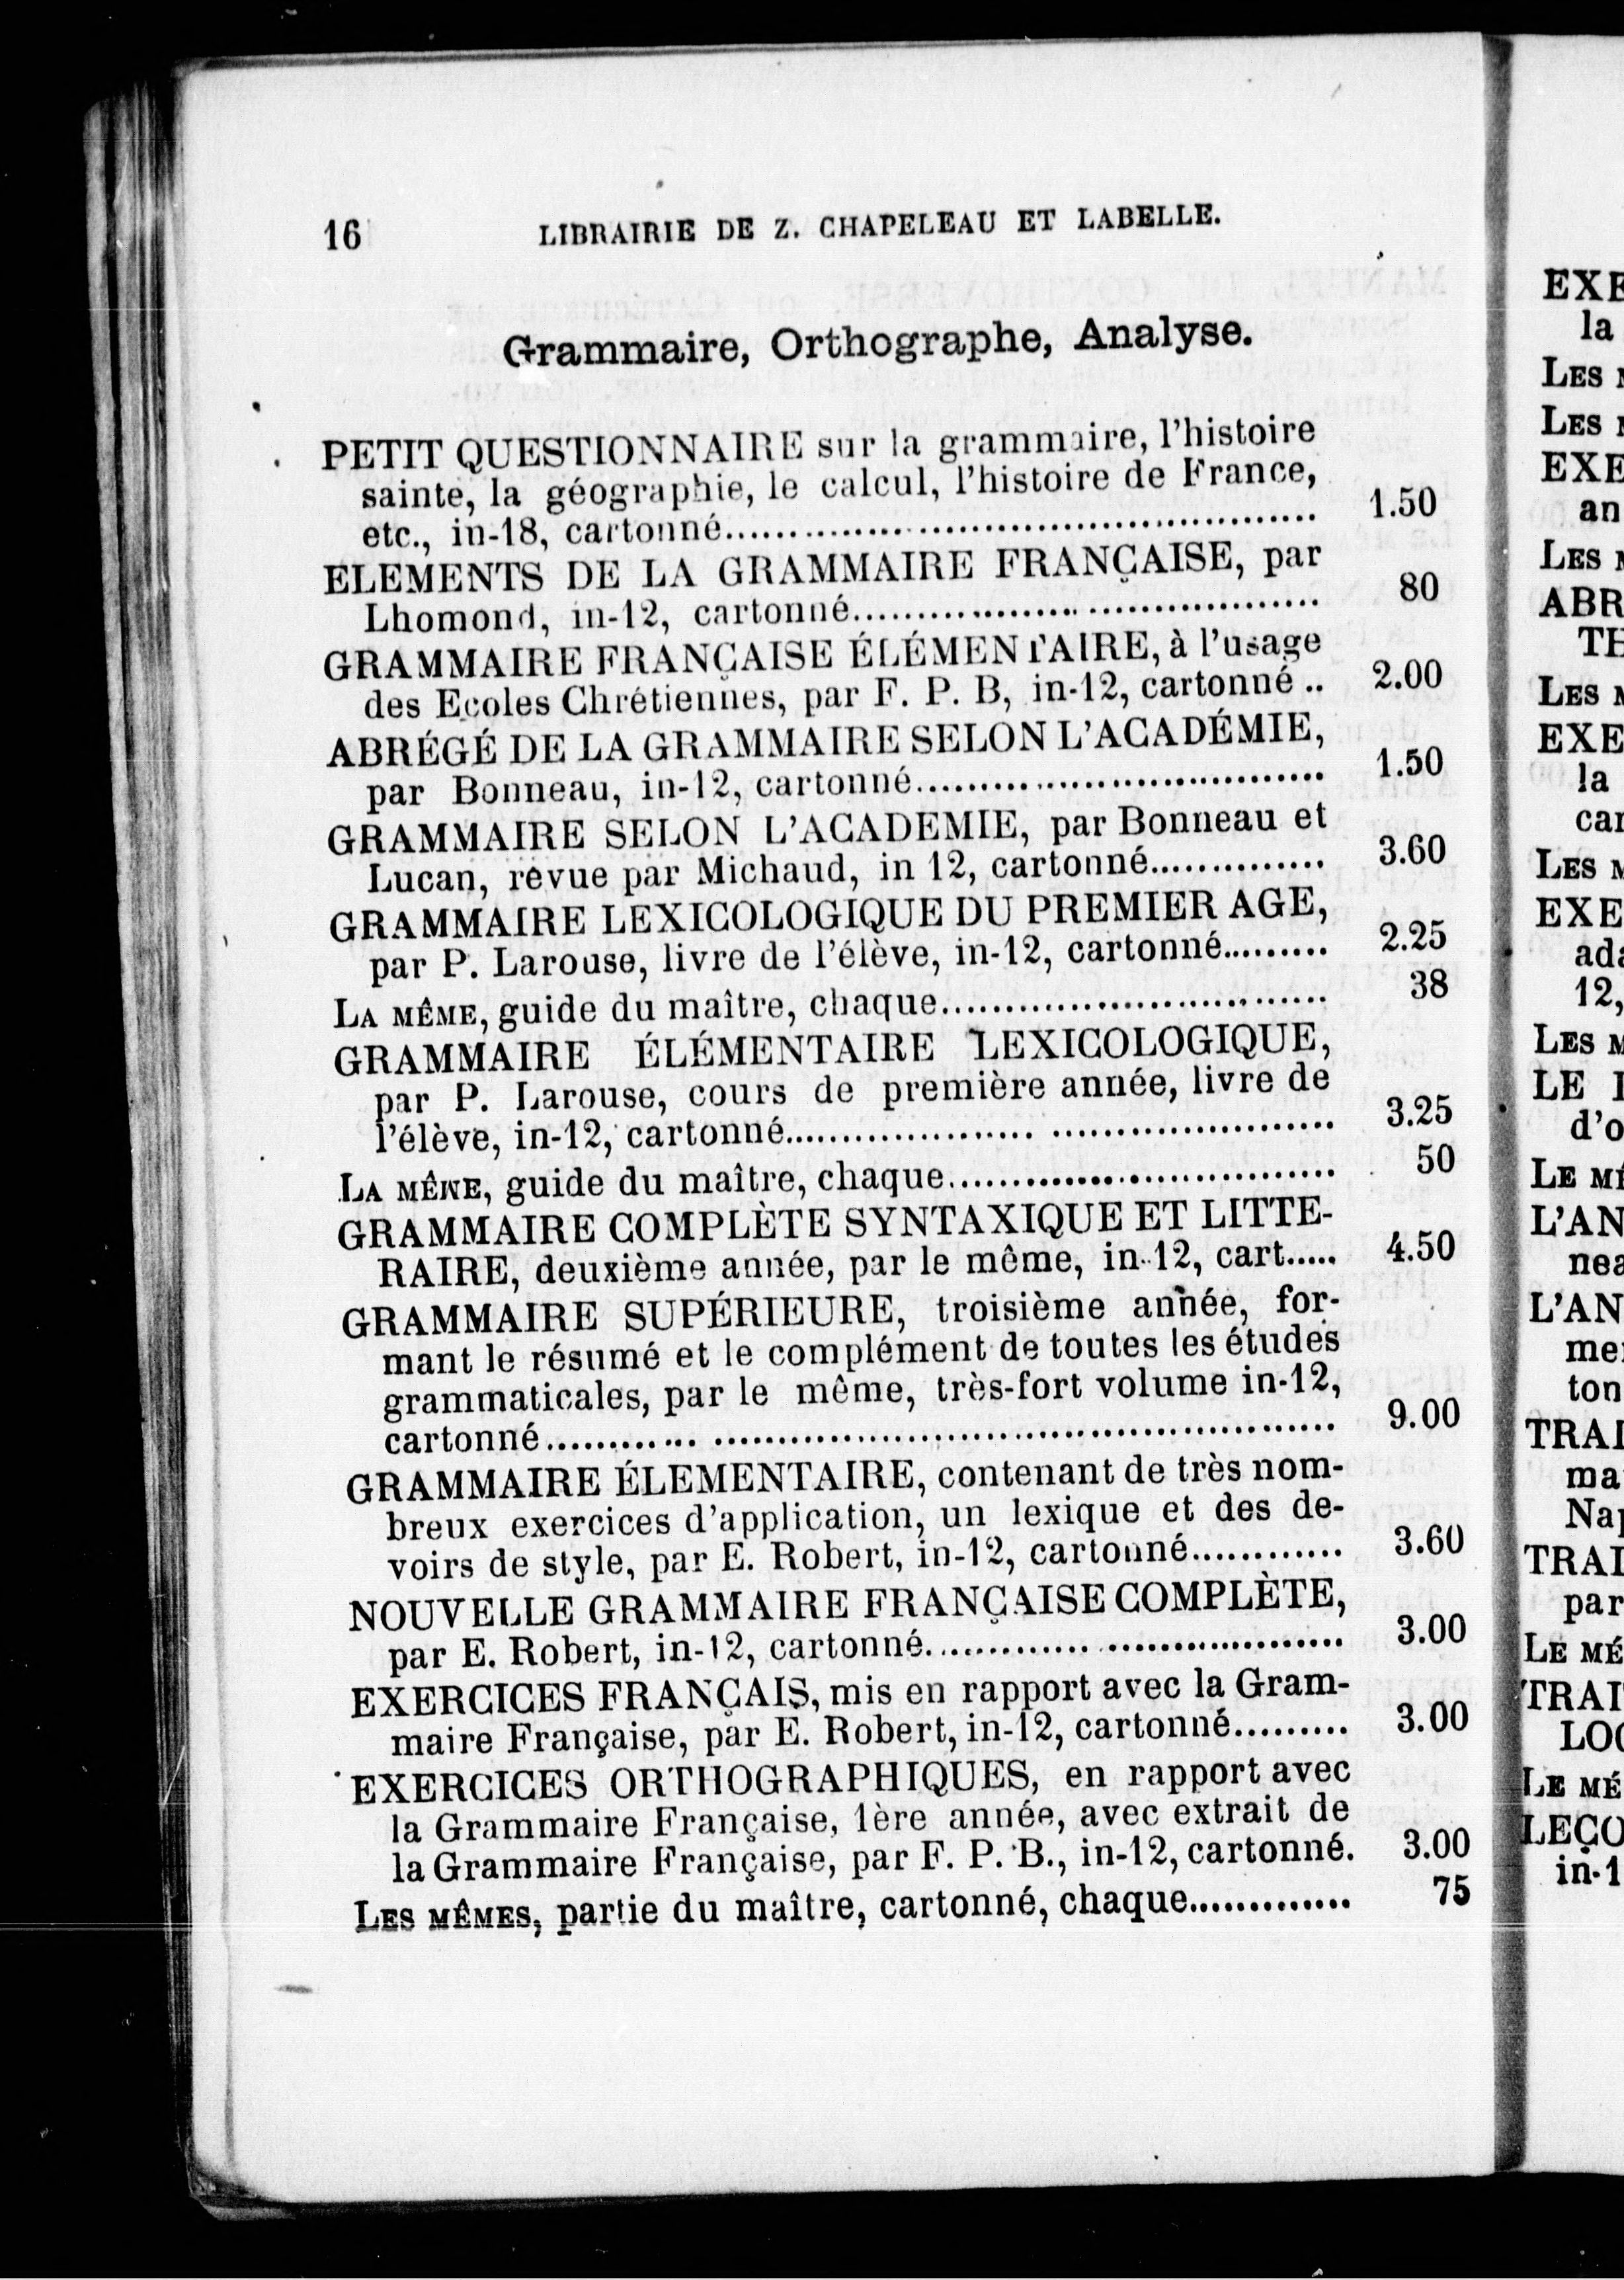 16 LIBRAIRIE DE Z. CHAPELEAU ET LABELLE.
Grammaire, Orthographe, Analyse.
PETIT QUESTIONNAIRE sur la grammaire, l'histoire
sainte, la géographie, le calcul, l'histoire de France,
etc., in-18, cartonné.......... 1.50
ELEMENTS DE LA GRAMMAIRE FRANÇAISE, par
Lhomond, in-12, cartonné.......... 80
GRAMMAIRE FRANÇAISE ÉLÉMENTAIRE, à l'usage
des Ecoles Chrétiennes, par F. P. B, in-12, cartonné .. 2.00
ABRÉGÉ DE LA GRAMMAIRE SELON L'ACADÉMIE,
par Bonneau, in-12, cartonné.......... 1.50
GRAMMAIRE SELON L'ACADEMIE, par Bonneau et
Lucan, revue par Michaud, in 12, cartonné.......... 3.60
GRAMMAIRE LEXICOLOGIQUE DU PREMIER AGE,
par P. Larouse, livre de l'élève, in-12, cartonné......... 2.25
LA MÊME, guide du maître, chaque.......... 38
GRAMMAIRE ÉLÉMENTAIRE LEXICOLOGIQUE,
par P. Larouse, cours de première année, livre de
l'élève, in-12, cartonné.......... 3.25
LA MÊME, guide du maître, chaque.......... 50
GRAMMAIRE COMPLÈTE SYNTAXIQUE ET LITTE-
RAIRE, deuxième année, par le même, in-12, cart..... 4.50
GRAMMAIRE SUPÉRIEURE, troisième année, for-
mant le résumé et le complément de toutes les études
grammaticales, par le même, très-fort volume in-12,
cartonné.......... 9.00
GRAMMAIRE ÉLEMENTAIRE, contenant de très nom-
breux exercices d'application, un lexique et des de-
voirs de style, par E. Robert, in-12, cartonné.......... 3.60
NOUVELLE GRAMMAIRE FRANÇAISE COMPLÈTE,
par E. Robert, in-12, cartonné.......... 3.00
EXERCICES FRANÇAIS, mis en rapport avec la Gram-
maire Française, par E. Robert, in-12, cartonné......... 3.00
EXERCICES ORTHOGRAPHIQUES, en rapport avec
la Grammaire Française, 1ère année, avec extrait de
la Grammaire Française, par F. P. B., in-12, cartonné. 3.00
LES MÊMES, partie du maître, cartonné, chaque.......... 75